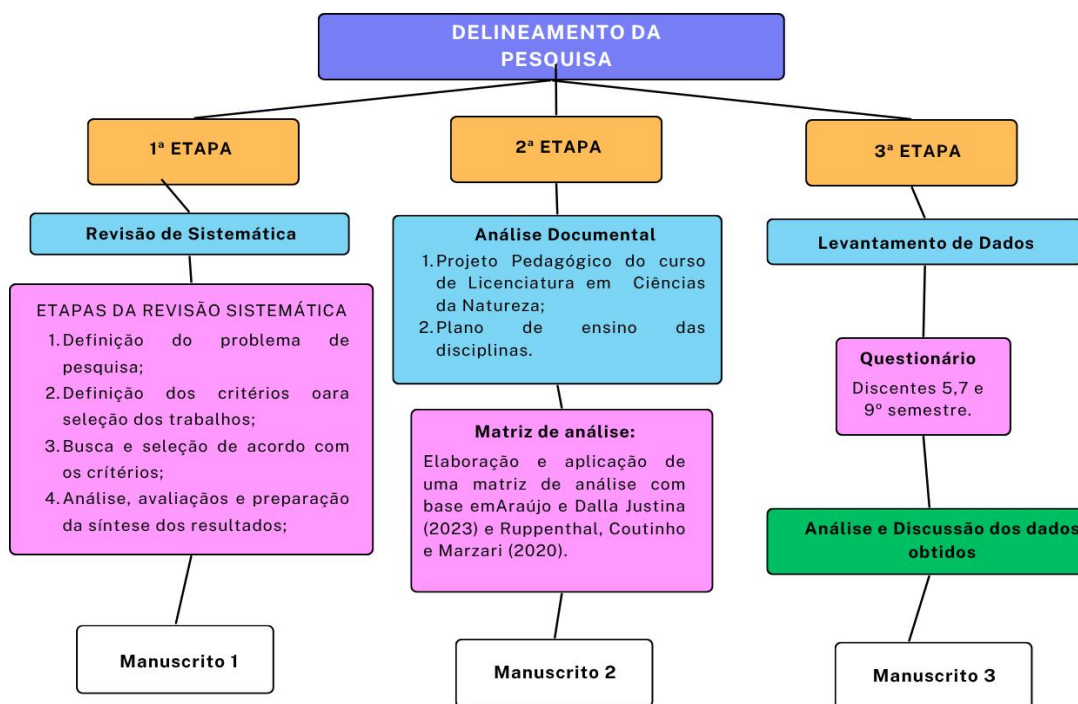 DELINEAMENTO DA
PESQUISA
1ª ETAPA
Revisão de Sistemática
ETAPAS DA REVISÃO SISTEMÁTICA
1. Definição do problema de
pesquisa;
2. Definição dos critérios oara
seleção dos trabalhos;
3. Busca e seleção de acordo com
os crítérios;
4. Análise, avaliaçãos e preparação
da síntese dos resultados;
Manuscrito 1
2ª ETAPA
Análise Documental
1. Projeto Pedagógico do curso
de Licenciatura em Ciências
da Natureza;
2. Plano de ensino das
disciplinas.
Matriz de análise:
Elaboração e aplicação de
uma matriz de análise com
base emAraújo e Dalla Justina
(2023) e Ruppenthal, Coutinho
e Marzari (2020).
Manuscrito 2
3ª ETAPA
Levantamento de Dados
Questionário
Discentes 5,7 e
9º semestre.
Análise e Discussão dos dados
obtidos
Manuscrito 3